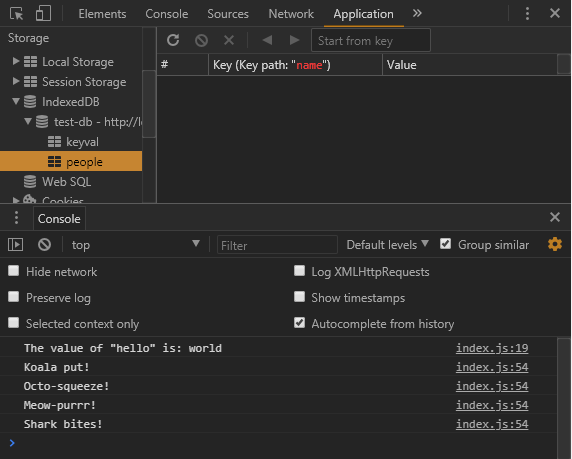 Elements Console Sources Network Application
Storage
Start from key
Local Storage
# Key (Key path: "name") Value
Session Storage
IndexedDB
test-db - http://l
keyval
people
Web SQL
Cookies
Console
top Filter Default levels Group similar
Hide network Log XMLHttpRequests
Preserve log Show timestamps
Selected context only Autocomplete from history
The value of "hello" is: world index.js:19
Koala put! index.js:54
Octo-squeeze! index.js:54
Meow-purrr! index.js:54
Shark bites! index.js:54
>